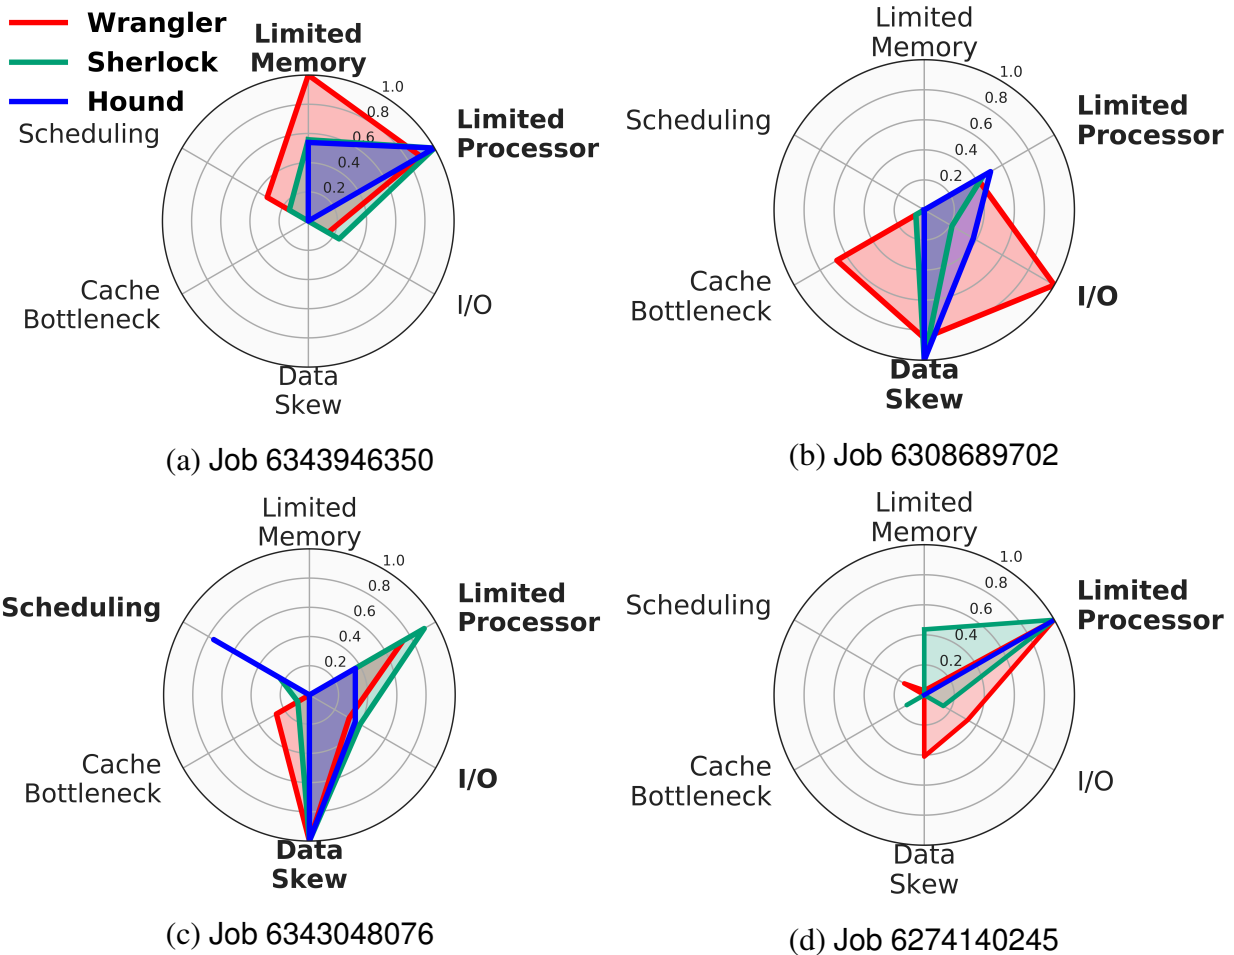 Wrangler
Sherlock
Hound
Limited
Memory
Limited
Processor
I/O
Data
Skew
Cache
Bottleneck
Scheduling
1.0
0.8
0.6
0.4
0.2
(a) Job 6343946350
Limited
Memory
Limited
Processor
I/O
Data
Skew
Cache
Bottleneck
Scheduling
1.0
0.8
0.6
0.4
0.2
(b) Job 6308689702
Limited
Memory
Limited
Processor
I/O
Data
Skew
Cache
Bottleneck
Scheduling
1.0
0.8
0.6
0.4
0.2
(c) Job 6343048076
Limited
Memory
Limited
Processor
I/O
Data
Skew
Cache
Bottleneck
Scheduling
1.0
0.8
0.6
0.4
0.2
(d) Job 6274140245